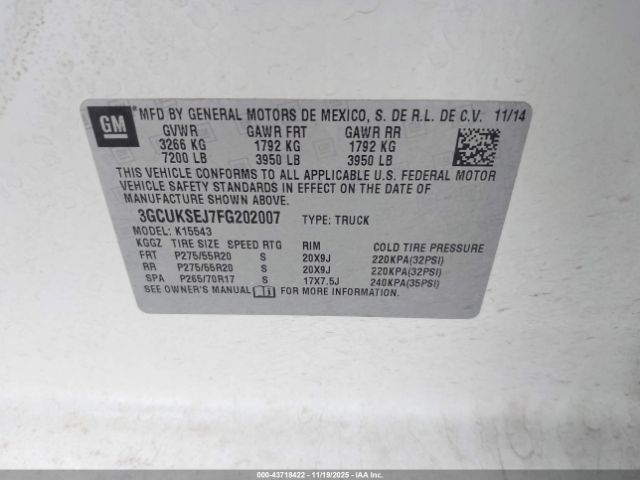 GM
MFD BY GENERAL MOTORS DE MEXICO, S. DE R.L. DE C.V. 11/14
GVWR GAWR FRT GAWR RR
3266 KG 1792 KG 1792 KG
7200 LB 3950 LB 3950 LB
THIS VEHICLE CONFORMS TO ALL APPLICABLE U.S. FEDERAL MOTOR
VEHICLE SAFETY STANDARDS IN EFFECT ON THE DATE OF
MANUFACTURE SHOWN ABOVE.
3GCUKSEJ7FG202007 TYPE: TRUCK
MODEL: K15543
KGGZ TIRE SIZE SPEED RTG RIM COLD TIRE PRESSURE
FRT P275/55R20 S 20X9J 220KPA(32PSI)
RR P275/55R20 S 20X9J 220KPA(32PSI)
SPA P265/70R17 S 17X7.5J 240KPA(35PSI)
SEE OWNER'S MANUAL FOR MORE INFORMATION.
000-43718422 - 11/19/2025 - IAAI.COM